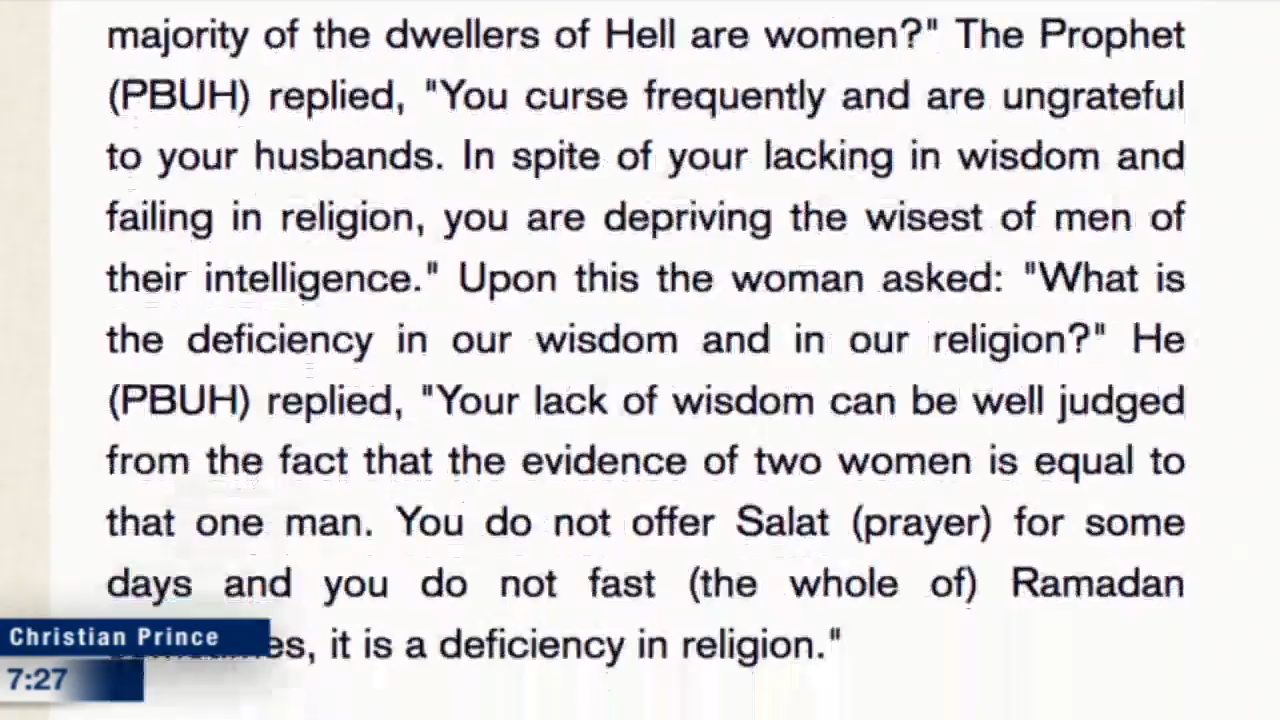 majority of the dwellers of Hell are women?" The Prophet
(PBUH) replied, "You curse frequently and are ungrateful
to your husbands. In spite of your lacking in wisdom and
failing in religion, you are depriving the wisest of men of
their intelligence." Upon this the woman asked: "What is
the deficiency in our wisdom and in our religion?" He
(PBUH) replied, "Your lack of wisdom can be well judged
from the fact that the evidence of two women is equal to
that one man. You do not offer Salat (prayer) for some
days and you do not fast (the whole of) Ramadan
it is a deficiency in religion."
Christian Prince
7:27